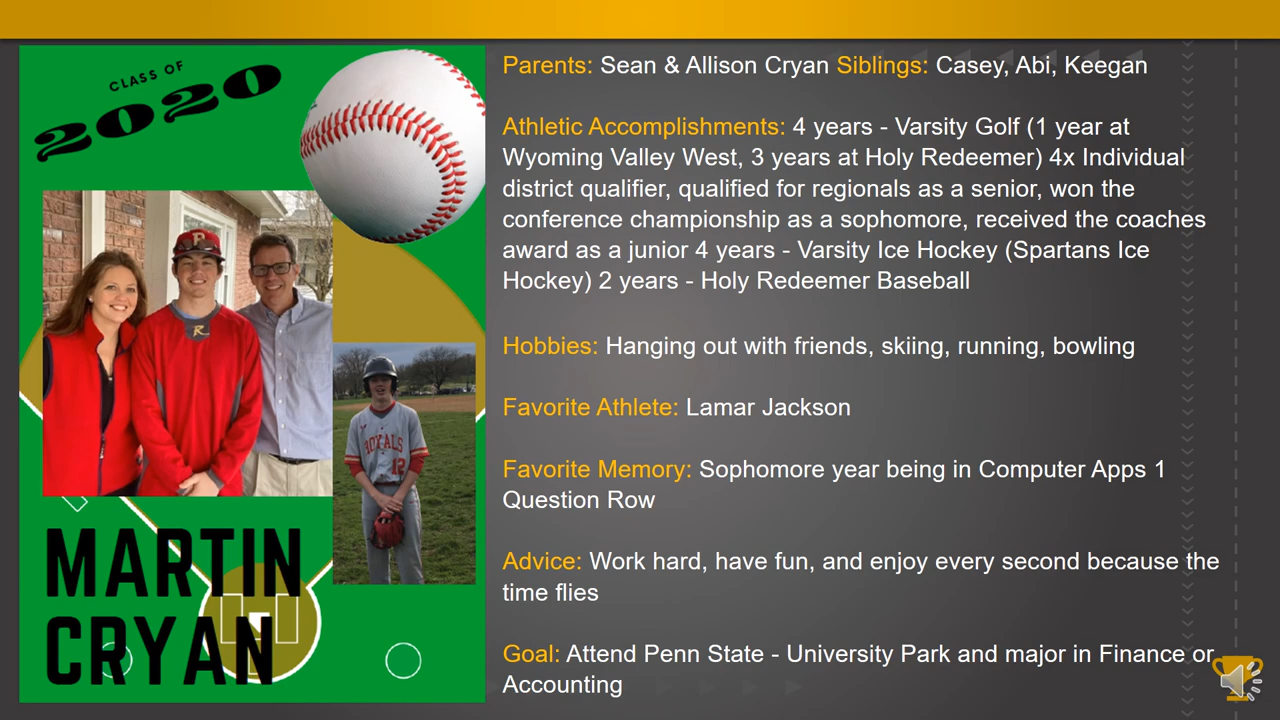 CLASS OF
2020
P
R
ROYALS
12
MARTIN
CRYAN
Parents: Sean & Allison Cryan Siblings: Casey, Abi, Keegan
Athletic Accomplishments: 4 years - Varsity Golf (1 year at
Wyoming Valley West, 3 years at Holy Redeemer) 4x Individual
district qualifier, qualified for regionals as a senior, won the
conference championship as a sophomore, received the coaches
award as a junior 4 years - Varsity Ice Hockey (Spartans Ice
Hockey) 2 years - Holy Redeemer Baseball
Hobbies: Hanging out with friends, skiing, running, bowling
Favorite Athlete: Lamar Jackson
Favorite Memory: Sophomore year being in Computer Apps 1
Question Row
Advice: Work hard, have fun, and enjoy every second because the
time flies
Goal: Attend Penn State - University Park and major in Finance or
Accounting